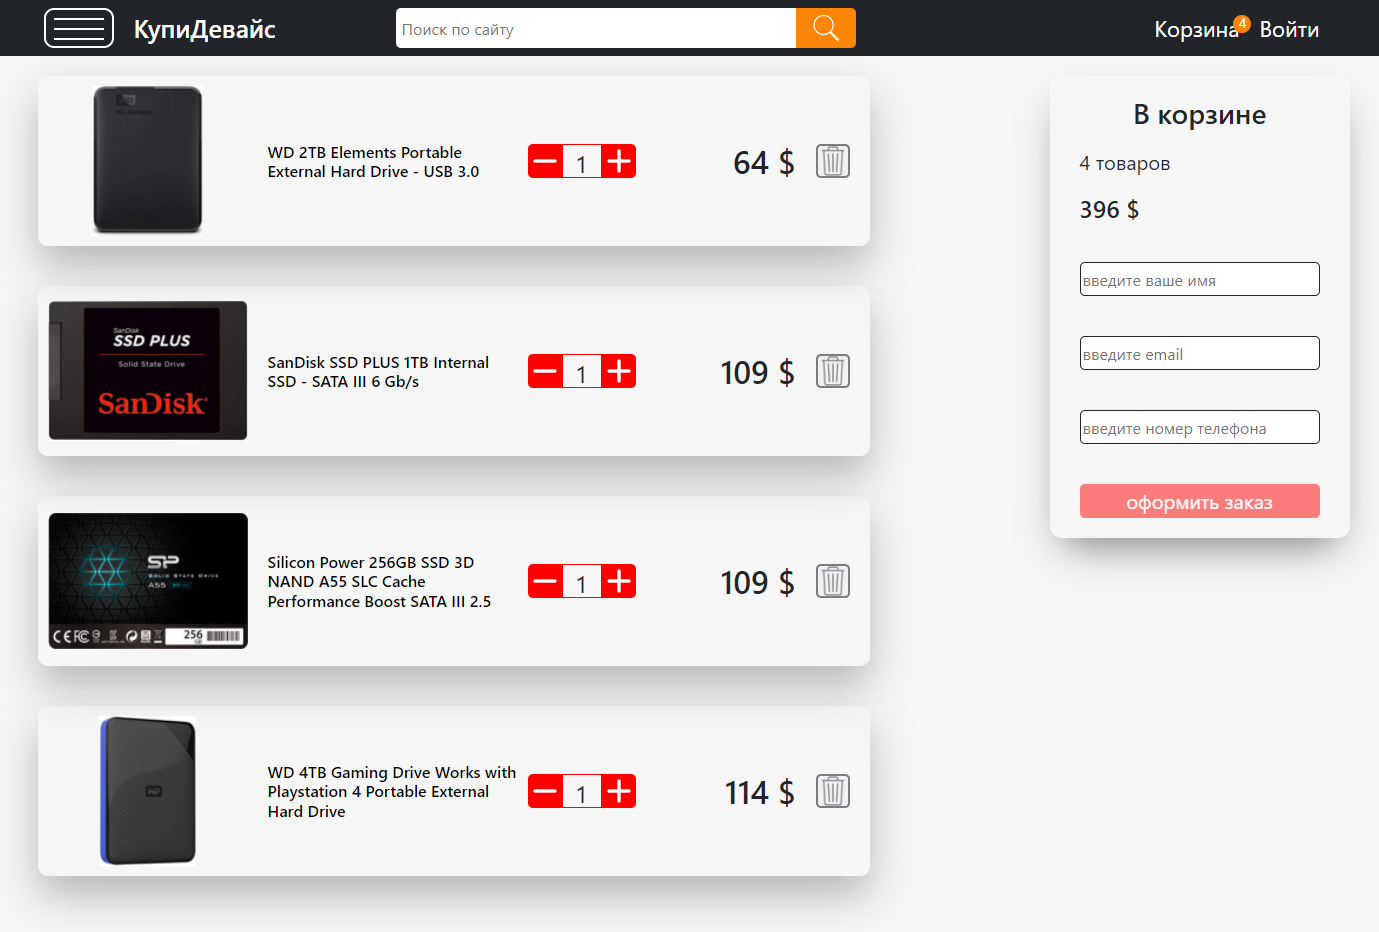 КупиДевайс
Поиск по сайту
Корзина
4
Войти
WD 2TB Elements Portable
External Hard Drive - USB 3.0
1
64 $
SanDisk
SSD PLUS
Solid State Drive
SanDisk
SanDisk SSD PLUS 1TB Internal
SSD - SATA III 6 Gb/s
1
109 $
SP
SOLID STATE DRIVE
A55
256
GB
Silicon Power 256GB SSD 3D
NAND A55 SLC Cache
Performance Boost SATA III 2.5
1
109 $
WD
WD 4TB Gaming Drive Works with
Playstation 4 Portable External
Hard Drive
1
114 $
В корзине
4 товаров
396 $
введите ваше имя
введите email
введите номер телефона
оформить заказ